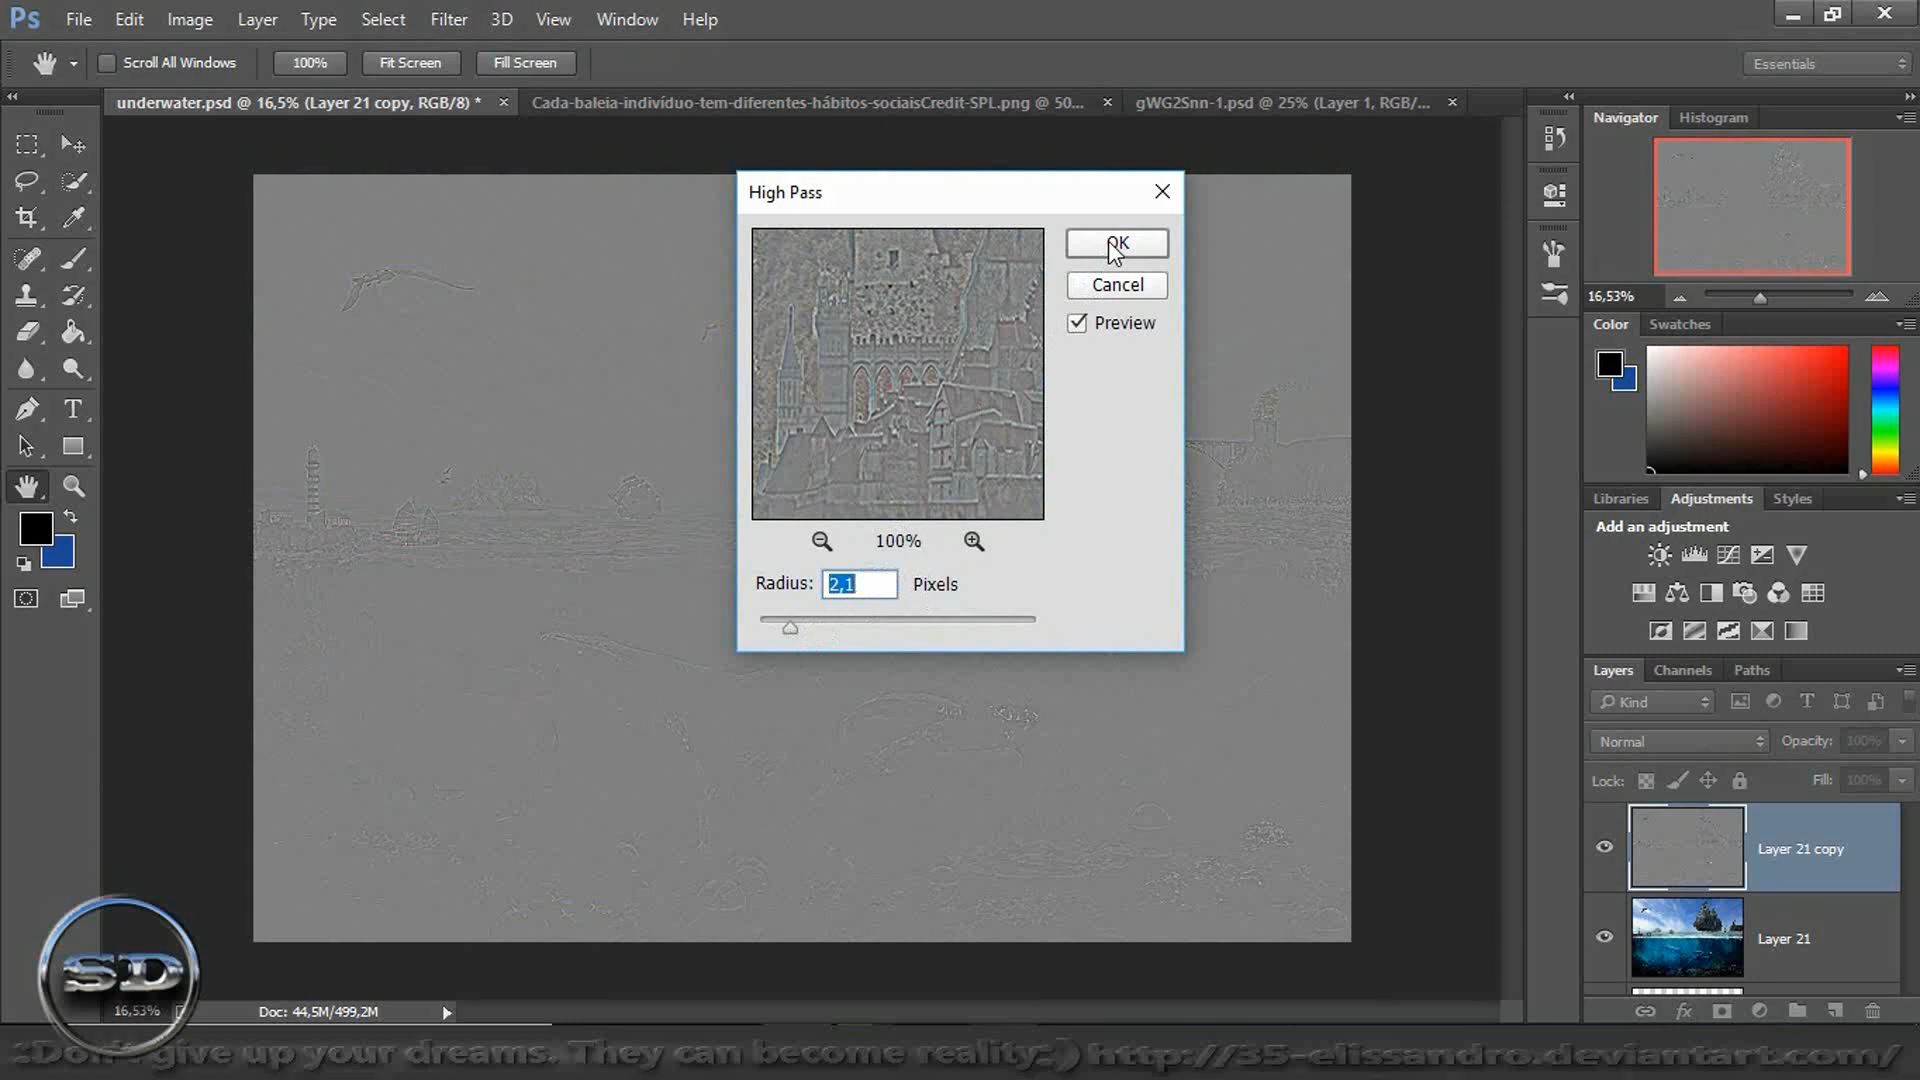 Ps File Edit Image Layer Type Select Filter 3D View Window Help
Scroll All Windows 100% Fit Screen Fill Screen Essentials
underwater.psd @ 16,5% (Layer 21 copy, RGB/8) * Cada-baleia-indivíduo-tem-diferentes-hábitos-sociaisCredit-SPL.png @ 50... gWG2Snn-1.psd @ 25% (Layer 1, RGB/...
Navigator Histogram
16,53%
Color Swatches
Libraries Adjustments Styles
Add an adjustment
Layers Channels Paths
Kind
Normal Opacity: 100%
Lock: Fill: 100%
Layer 21 copy
Layer 21
High Pass
OK
Cancel
Preview
100%
Radius: 2,1 Pixels
T
SD
16,53% Doc: 44,5M/499,2M
fx
:Don't give up your dreams. They can become reality:;) http://35-elissandro.deviantart.com/